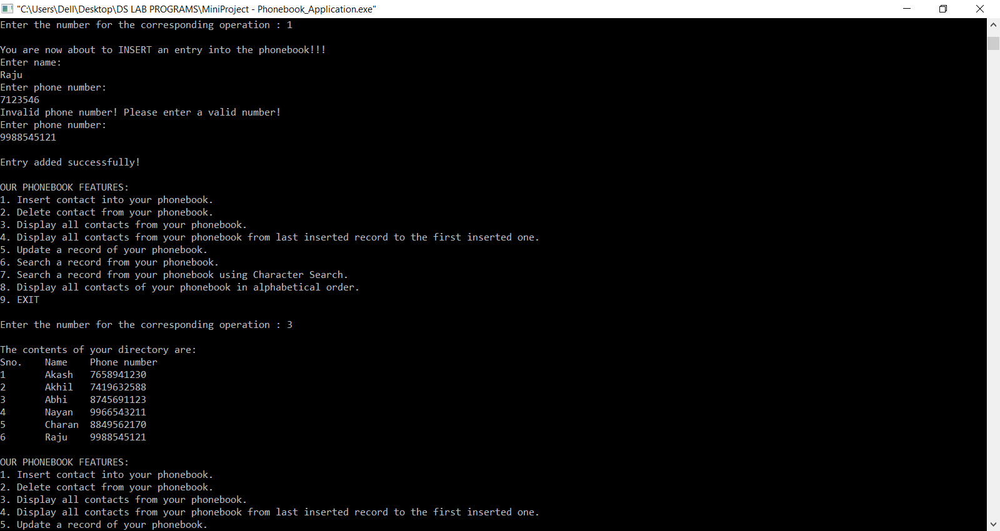 "C:\Users\Dell\Desktop\DS LAB PROGRAMS\MiniProject - Phonebook_Application.exe"
Enter the number for the corresponding operation : 1
You are now about to INSERT an entry into the phonebook!!!
Enter name:
Raju
Enter phone number:
7123546
Invalid phone number! Please enter a valid number!
Enter phone number:
9988545121
Entry added successfully!
OUR PHONEBOOK FEATURES:
1. Insert contact into your phonebook.
2. Delete contact from your phonebook.
3. Display all contacts from your phonebook.
4. Display all contacts from your phonebook from last inserted record to the first inserted one.
5. Update a record of your phonebook.
6. Search a record from your phonebook.
7. Search a record from your phonebook using Character Search.
8. Display all contacts of your phonebook in alphabetical order.
9. EXIT
Enter the number for the corresponding operation : 3
The contents of your directory are:
Sno. Name Phone number
1 Akash 7658941230
2 Akhil 7419632588
3 Abhi 8745691123
4 Nayan 9966543211
5 Charan 8849562170
6 Raju 9988545121
OUR PHONEBOOK FEATURES:
1. Insert contact into your phonebook.
2. Delete contact from your phonebook.
3. Display all contacts from your phonebook.
4. Display all contacts from your phonebook from last inserted record to the first inserted one.
5. Update a record of your phonebook.